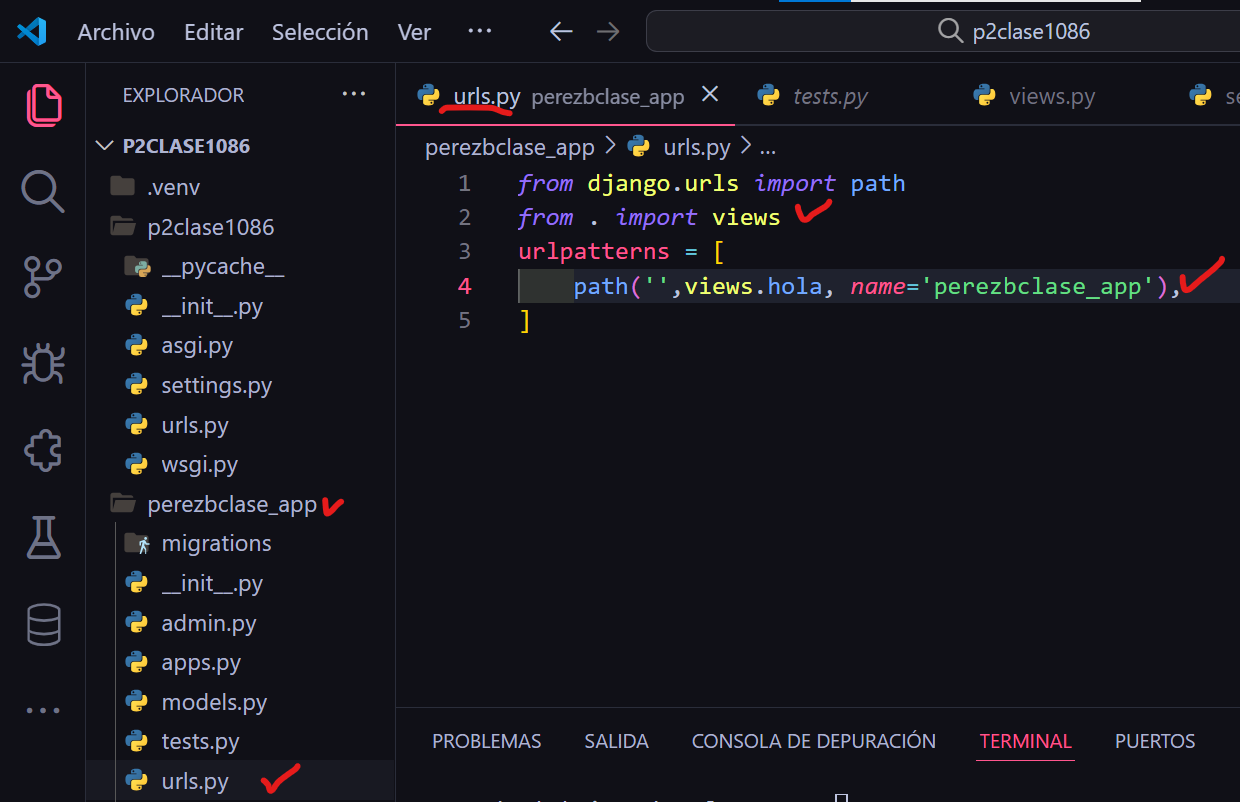 Archivo Editar Selección Ver ··· p2clase1086
EXPLORADOR ···
urls.py perezbclase_app tests.py views.py
P2CLASE1086
perezbclase_app > urls.py > ...
.venv
p2clase1086
__pycache__
__init__.py
asgi.py
settings.py
urls.py
wsgi.py
perezbclase_app
migrations
__init__.py
admin.py
apps.py
models.py
tests.py
urls.py
1 from django.urls import path
2 from . import views
3 urlpatterns = [
4 path('',views.hola, name='perezbclase_app'),
5 ]
PROBLEMAS SALIDA CONSOLA DE DEPURACIÓN TERMINAL PUERTOS